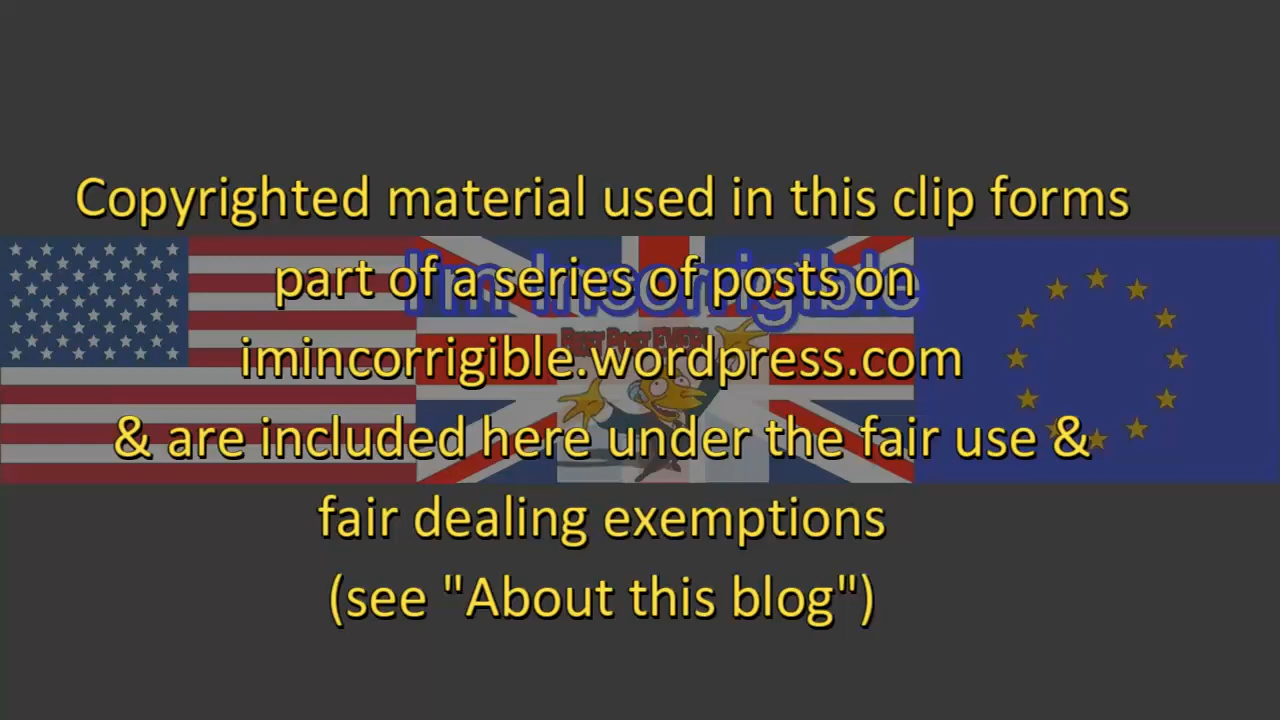 Copyrighted material used in this clip forms
part of a series of posts on
I'm Incorrigible
imincorrigible.wordpress.com
& are included here under the fair use &
fair dealing exemptions
(see "About this blog")